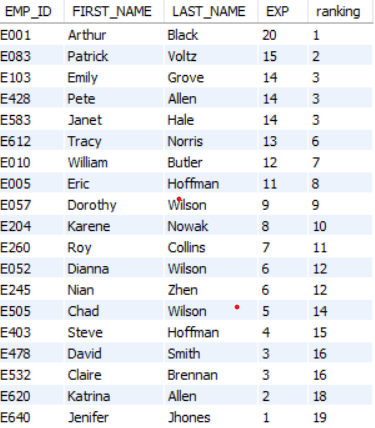 EMP_ID FIRST_NAME LAST_NAME EXP ranking
E001 Arthur Black 20 1
E083 Patrick Voltz 15 2
E103 Emily Grove 14 3
E428 Pete Allen 14 3
E583 Janet Hale 14 3
E612 Tracy Norris 13 6
E010 William Butler 12 7
E005 Eric Hoffman 11 8
E057 Dorothy Wilson 9 9
E204 Karene Nowak 8 10
E260 Roy Collins 7 11
E052 Dianna Wilson 6 12
E245 Nian Zhen 6 12
E505 Chad Wilson 5 14
E403 Steve Hoffman 4 15
E478 David Smith 3 16
E532 Claire Brennan 3 16
E620 Katrina Allen 2 18
E640 Jenifer Jhones 1 19